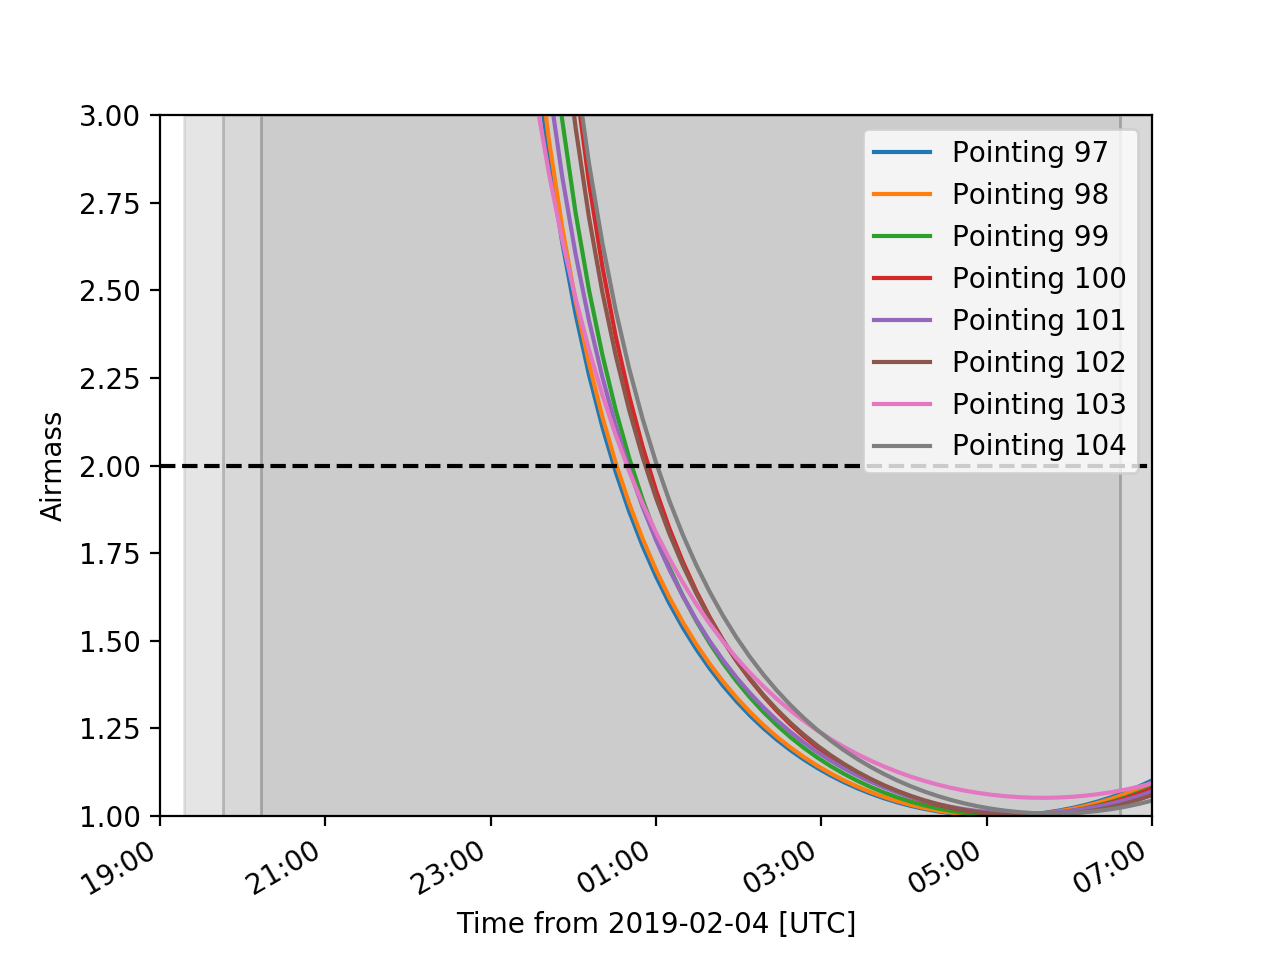 3.00
2.75
2.50
2.25
2.00
1.75
1.50
1.25
1.00
Airmass
Pointing 97
Pointing 98
Pointing 99
Pointing 100
Pointing 101
Pointing 102
Pointing 103
Pointing 104
19:00 21:00 23:00 01:00 03:00 05:00 07:00
Time from 2019-02-04 [UTC]